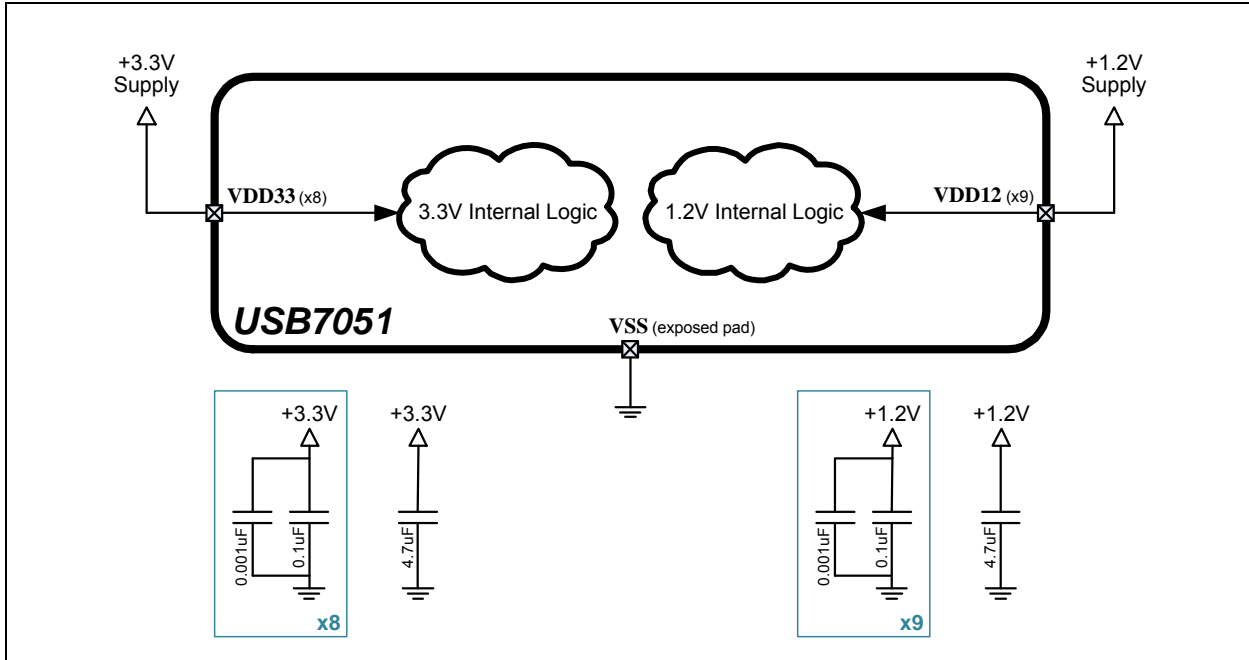 +3.3V
Supply
+1.2V
Supply
VDD33 (x8)
3.3V Internal Logic
1.2V Internal Logic
VDD12 (x9)
USB7051
VSS (exposed pad)
+3.3V
0.001uF
0.1uF
x8
+3.3V
4.7uF
+1.2V
0.001uF
0.1uF
x9
+1.2V
4.7uF